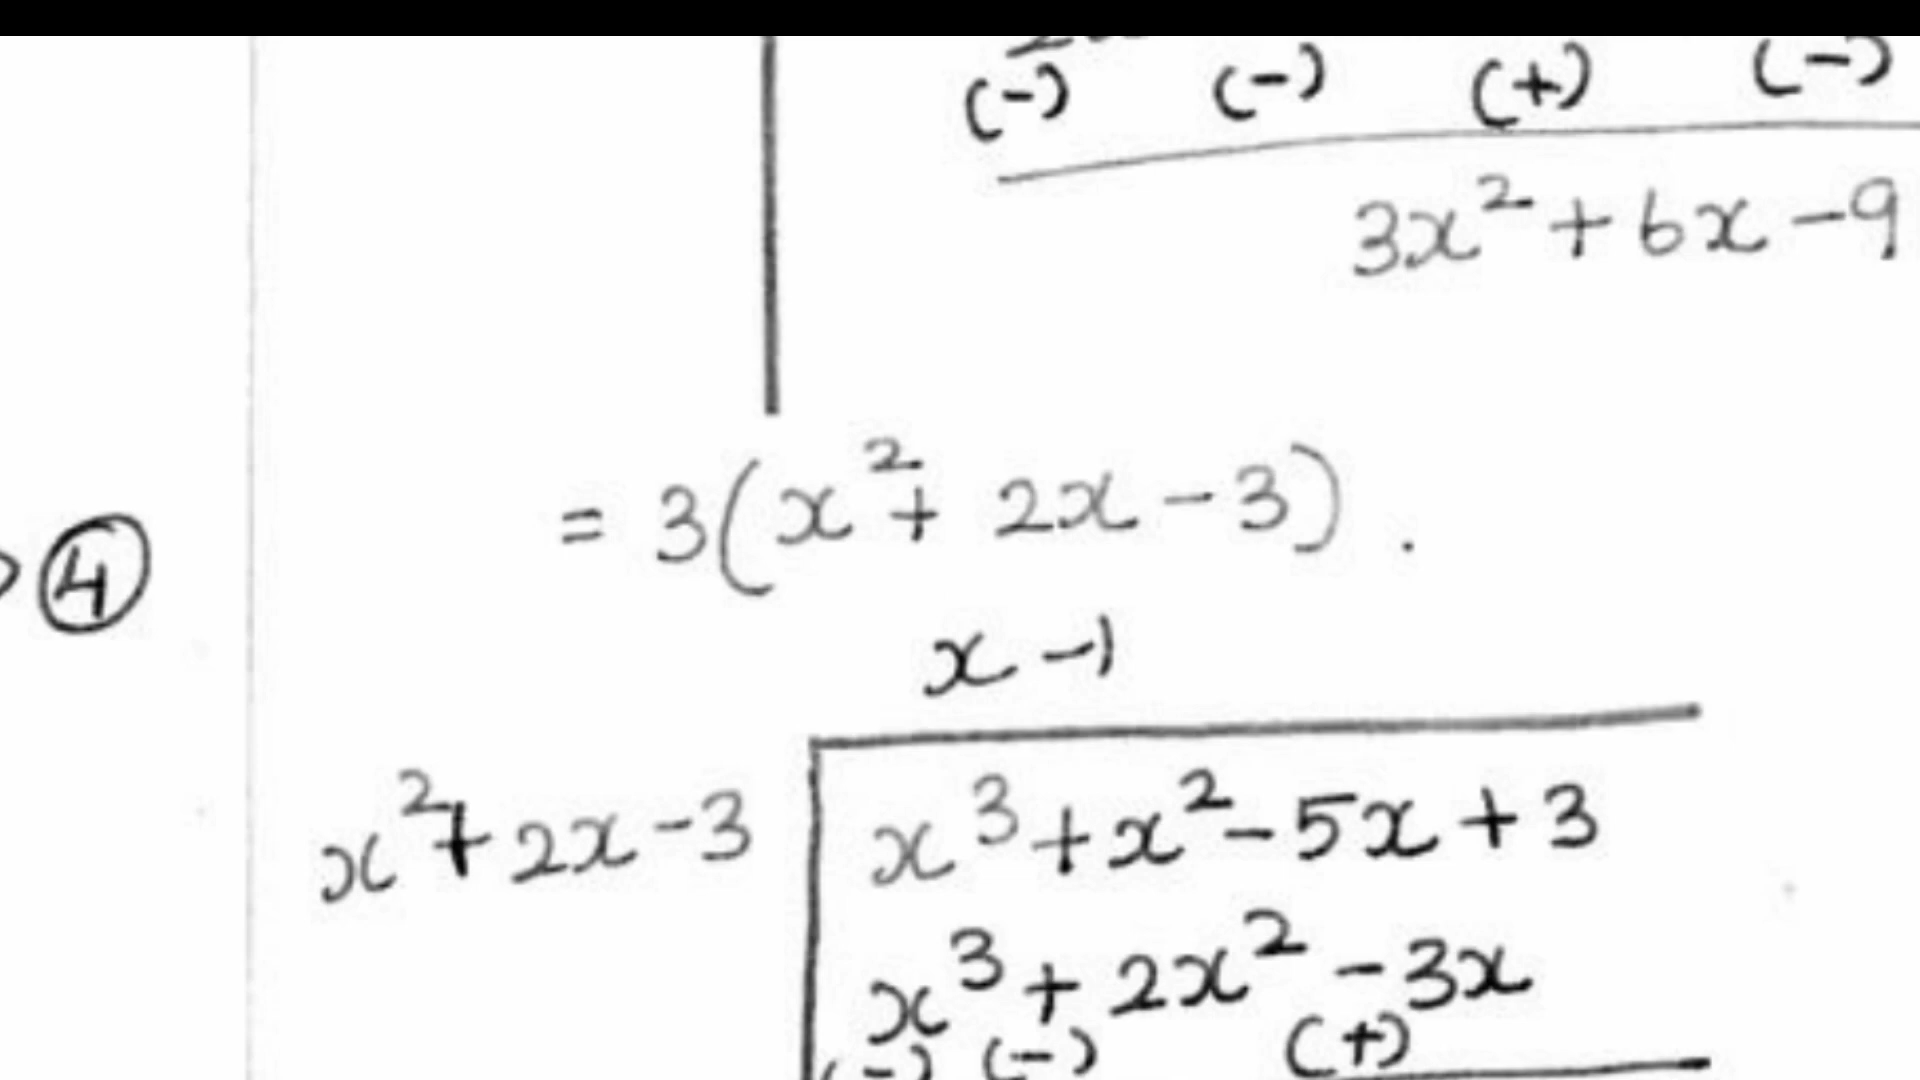 (-) (-) (+) (-)
3x² + 6x - 9
= 3(x² + 2x - 3).
④
x - 1
x² + 2x - 3 x³ + x² - 5x + 3
x³ + 2x² - 3x
(-) (-) (+)